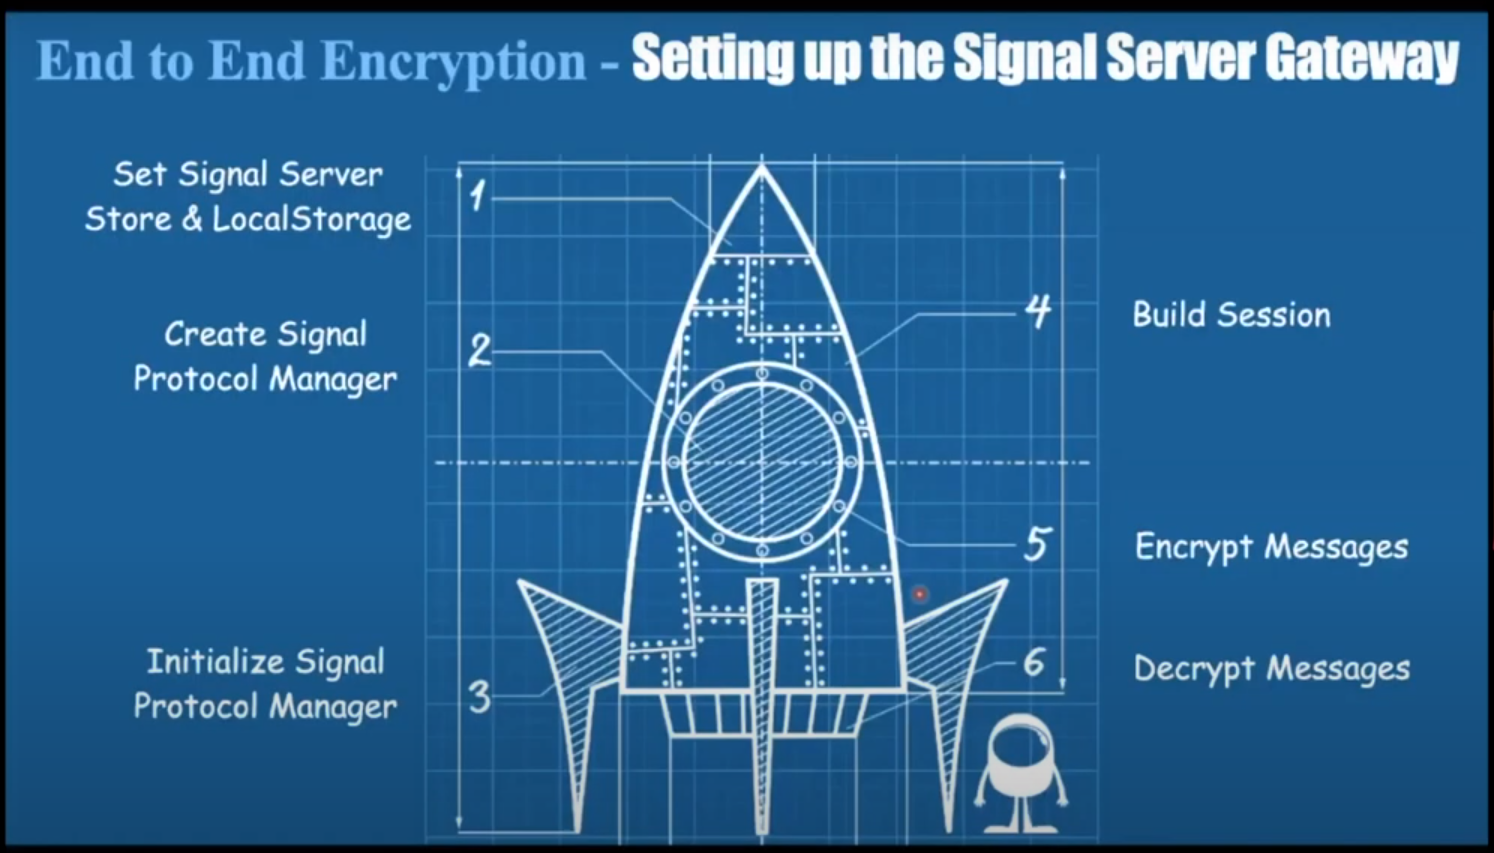 End to End Encryption - Setting up the Signal Server Gateway
Set Signal Server
Store & LocalStorage
1
Create Signal
Protocol Manager
2
Initialize Signal
Protocol Manager
3
4
Build Session
5
Encrypt Messages
6
Decrypt Messages